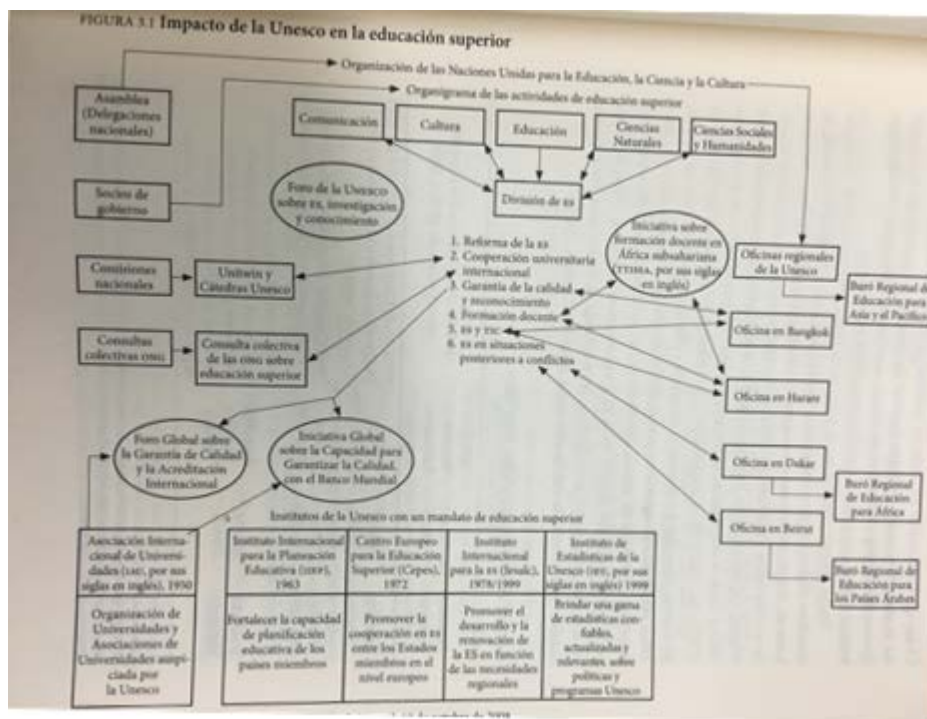 FIGURA 3.1 Impacto de la Unesco en la educación superior
Organización de las Naciones Unidas para la Educación, la Ciencia y la Cultura
Organigrama de las actividades de educación superior
Asamblea
(Delegaciones
nacionales)
Comunicación
Cultura
Educación
Ciencias
Naturales
Ciencias Sociales
y Humanidades
Socios de
gobierno
Foro de la Unesco
sobre ES, investigación
y conocimiento
División de ES
Iniciativa sobre
formación docente en
África subsahariana
(TTISSA, por sus siglas
en inglés)
Oficinas regionales
de la Unesco
Buró Regional de
Educación para
Asia y el Pacífico
Comisiones
nacionales
Unitwin y
Cátedras Unesco
1. Reforma de la ES
2. Cooperación universitaria
internacional
3. Garantía de la calidad
y reconocimiento
4. Formación docente
5. ES y TIC
6. ES en situaciones
posteriores a conflictos
Oficina en Bangkok
Consultas
colectivas ONG
Consulta colectiva
de las ONG sobre
educación superior
Oficina en Harare
Foro Global sobre
la Garantía de Calidad
y la Acreditación
Internacional
Iniciativa Global
sobre la Capacidad para
Garantizar la Calidad,
con el Banco Mundial
Oficina en Dakar
Buró Regional
de Educación
para África
Oficina en Beirut
Buró Regional de
Educación para
los Países Árabes
Institutos de la Unesco con un mandato de educación superior
Asociación Interna-
cional de Universi-
dades (IAU, por sus
siglas en inglés), 1950
Instituto Internacional
para la Planeación
Educativa (IIEP),
1963
Centro Europeo
para la Educación
Superior (Cepes),
1972
Instituto
Internacional
para la ES (Iesalc),
1978/1999
Instituto de
Estadísticas de la
Unesco (UIS, por sus
siglas en inglés) 1999
Organización de
Universidades y
Asociaciones de
Universidades auspi-
ciada por
la Unesco
Fortalecer la capacidad
de planificación
educativa de los
países miembros
Promover la
cooperación en ES
entre los Estados
miembros en el
nivel europeo
Promover el
desarrollo y la
renovación de
la ES en función
de las necesidades
regionales
Brindar una gama
de estadísticas con-
fiables,
actualizadas y
relevantes, sobre
políticas y
programas Unesco